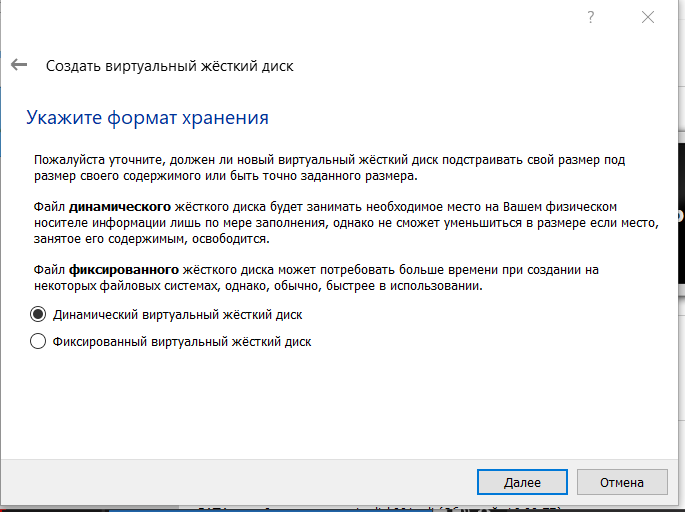 ?
Создать виртуальный жёсткий диск
Укажите формат хранения
Пожалуйста уточните, должен ли новый виртуальный жёсткий диск подстраивать свой размер под
размер своего содержимого или быть точно заданного размера.
Файл динамического жёсткого диска будет занимать необходимое место на Вашем физическом
носителе информации лишь по мере заполнения, однако не сможет уменьшиться в размере если место,
занятое его содержимым, освободится.
Файл фиксированного жёсткого диска может потребовать больше времени при создании на
некоторых файловых системах, однако, обычно, быстрее в использовании.
Динамический виртуальный жёсткий диск
Фиксированный виртуальный жёсткий диск
Далее
Отмена